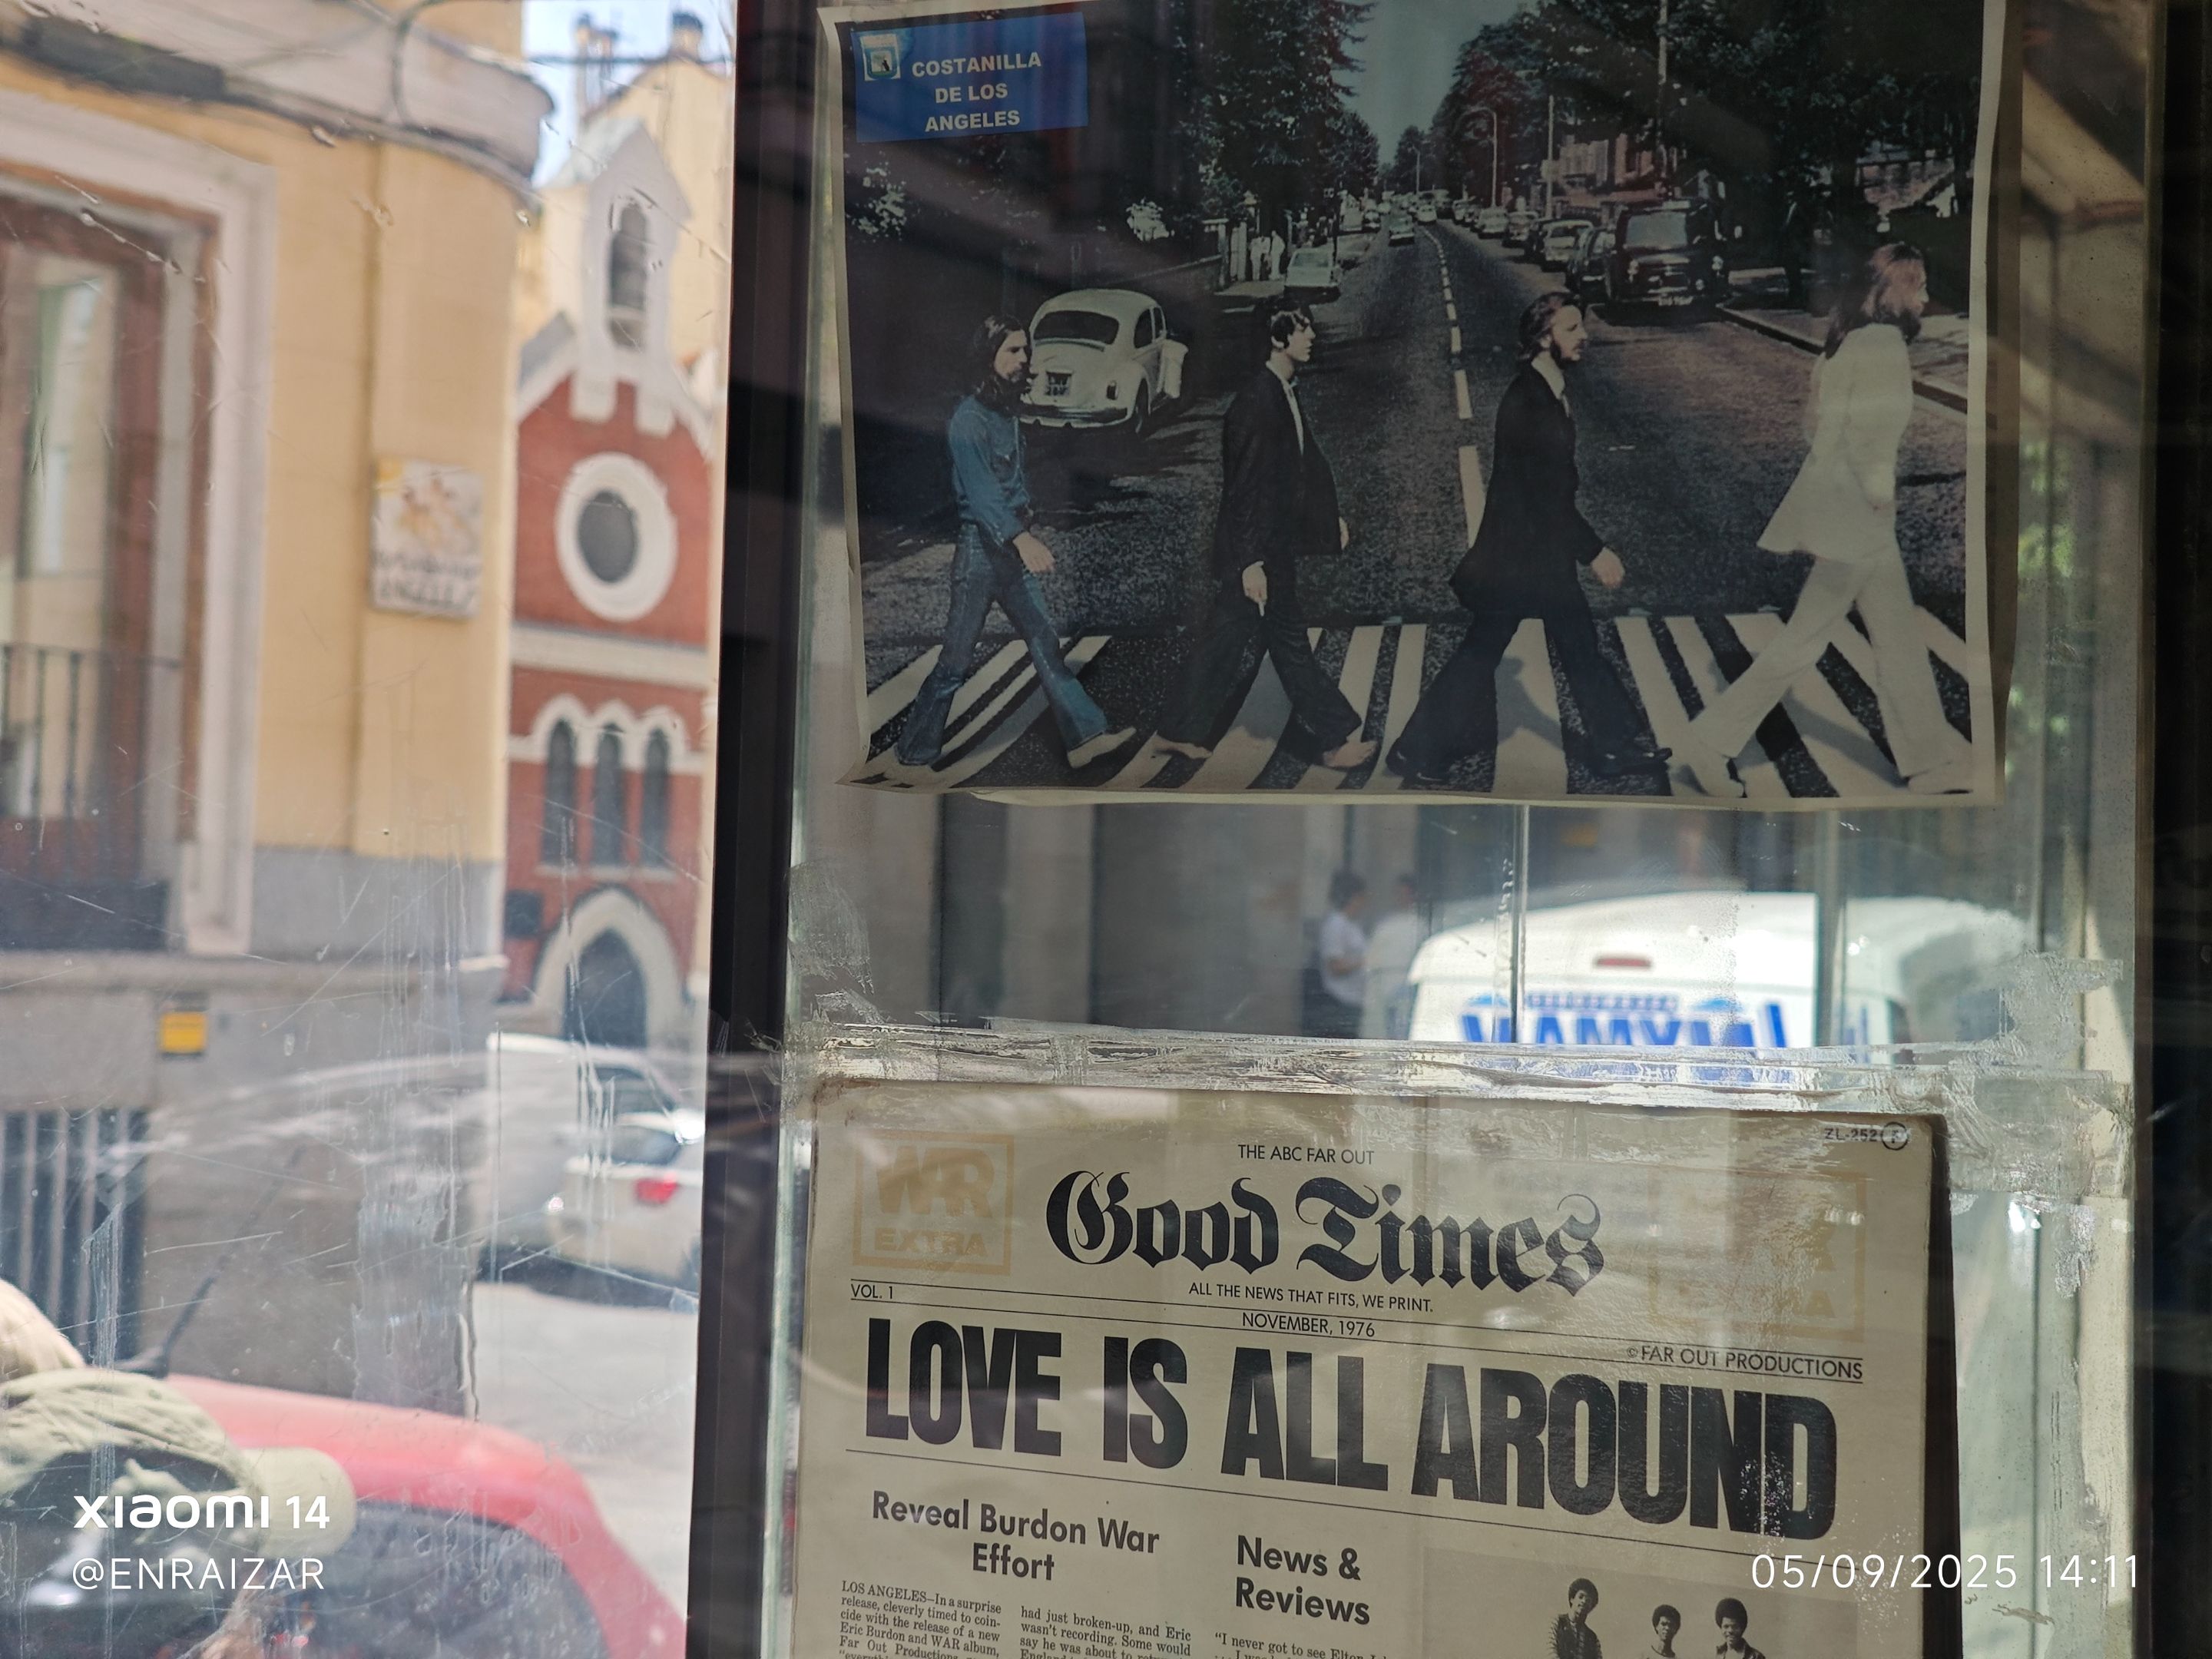 COSTANILLA
DE LOS
ANGELES
ZL-252
THE ABC FAR OUT
WAR
EXTRA
Good Times
ALL THE NEWS THAT FITS, WE PRINT.
VOL. 1
NOVEMBER, 1976
©FAR OUT PRODUCTIONS
LOVE IS ALL AROUND
Reveal Burdon War
Effort
LOS ANGELES—In a surprise
release, cleverly timed to coin-
cide with the release of a new
Eric Burdon and WAR album,
Far Out Productions
had just broken-up, and Eric
wasn't recording. Some would
say he was about to
News &
Reviews
"I never got to see Elton
xiaomi 14
@ENRAIZAR
05/09/2025 14:11